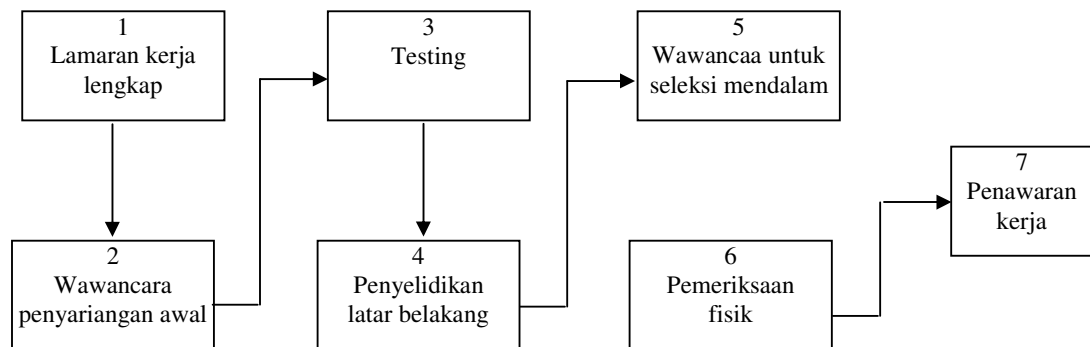 1
Lamaran kerja
lengkap
2
Wawancara
penyariangan awal
3
Testing
4
Penyelidikan
latar belakang
5
Wawancaa untuk
seleksi mendalam
6
Pemeriksaan
fisik
7
Penawaran
kerja